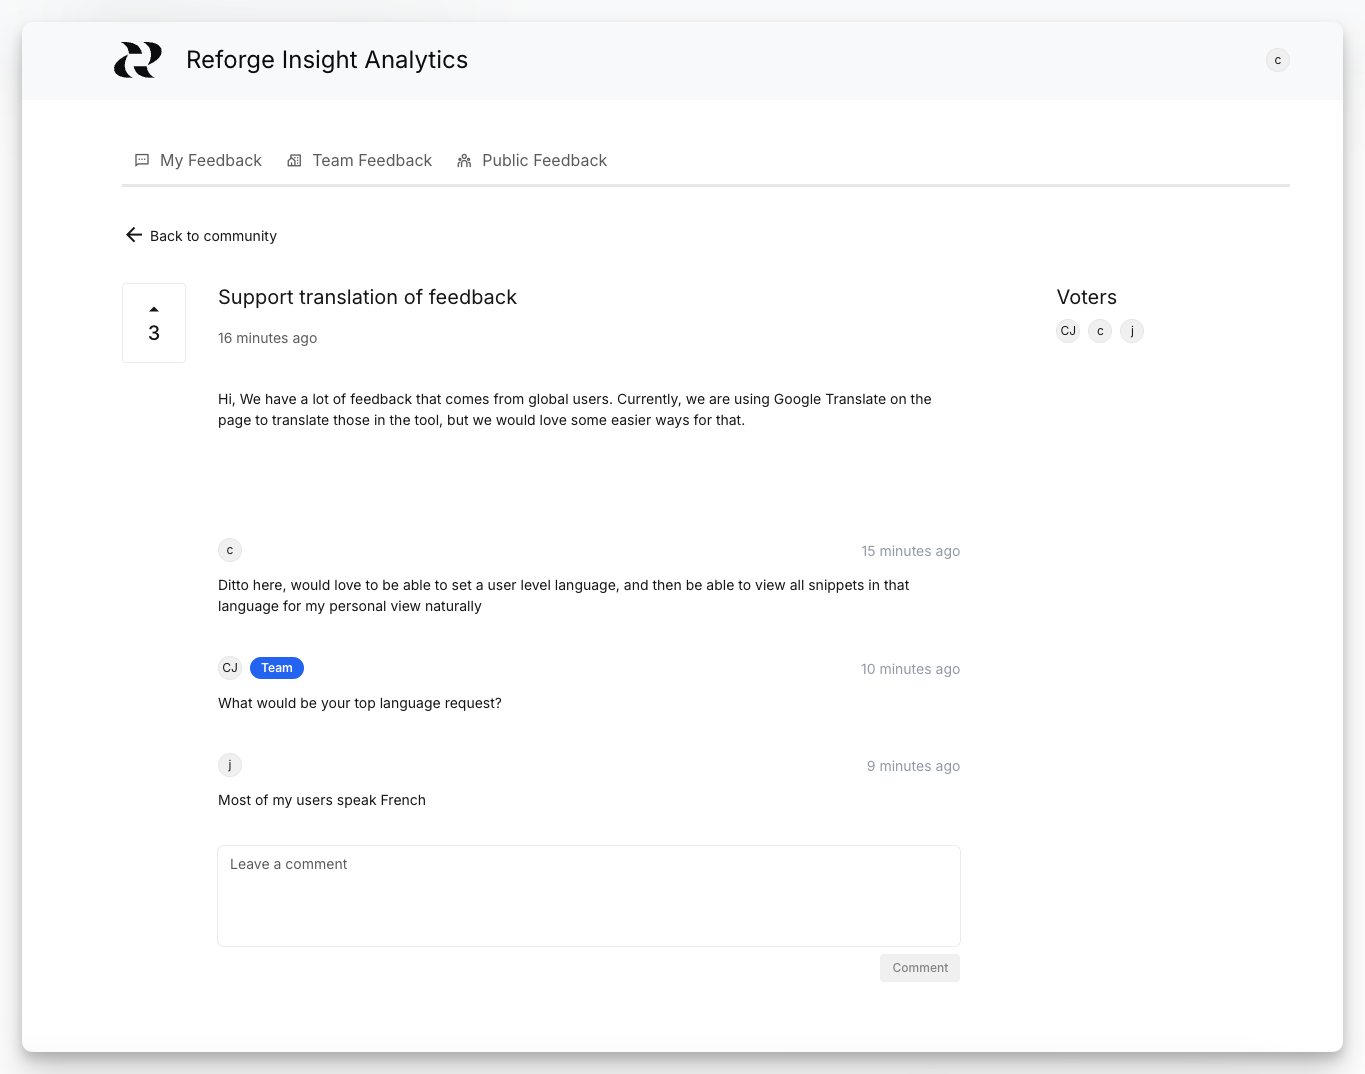 Reforge Insight Analytics
c
My Feedback
Team Feedback
Public Feedback
Back to community
3
Support translation of feedback
16 minutes ago
Voters
CJ
c
j
Hi, We have a lot of feedback that comes from global users. Currently, we are using Google Translate on the
page to translate those in the tool, but we would love some easier ways for that.
c
15 minutes ago
Ditto here, would love to be able to set a user level language, and then be able to view all snippets in that
language for my personal view naturally
CJ
Team
10 minutes ago
What would be your top language request?
j
9 minutes ago
Most of my users speak French
Leave a comment
Comment